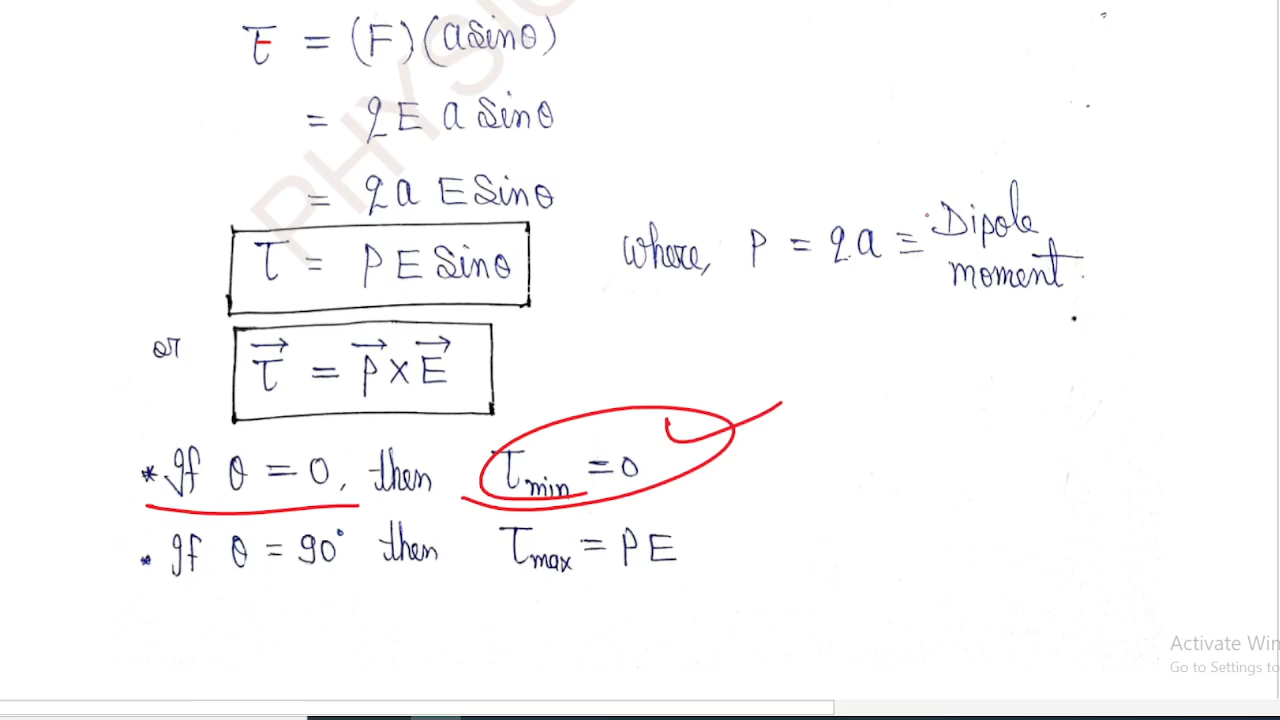 τ = (F)(a sinθ)
= qE a Sinθ
= qa E Sinθ
τ = PE Sinθ
where, P = qa = Dipole moment
or
τ⃗ = P⃗ × E⃗
* If θ = 0, then τmin = 0
* If θ = 90° then τmax = PE
PHYSI
Activate Win
Go to Settings to